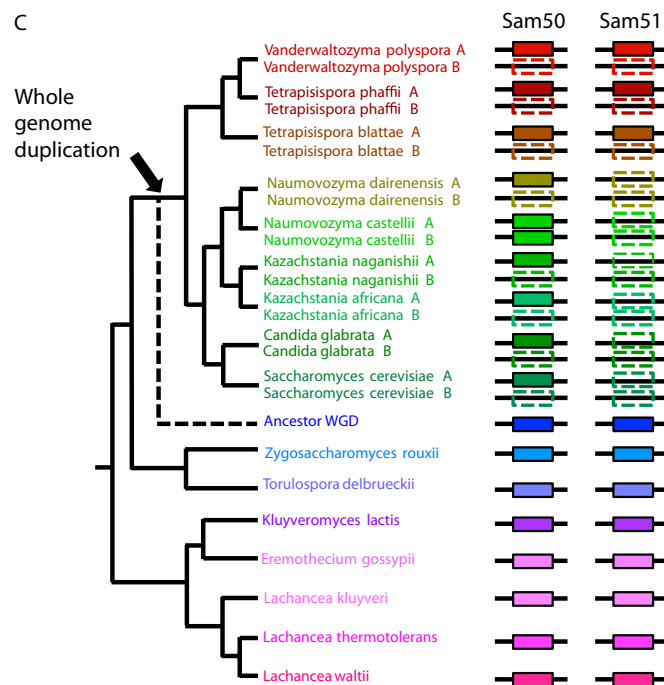 C
Sam50 Sam51
Vanderwaltozyma polyspora A
Vanderwaltozyma polyspora B
Tetrapisispora phaffii A
Tetrapisispora phaffii B
Tetrapisispora blattae A
Tetrapisispora blattae B
Whole
genome
duplication
Naumovozyma dairenensis A
Naumovozyma dairenensis B
Naumovozyma castellii A
Naumovozyma castellii B
Kazachstania naganishii A
Kazachstania naganishii B
Kazachstania africana A
Kazachstania africana B
Candida glabrata A
Candida glabrata B
Saccharomyces cerevisiae A
Saccharomyces cerevisiae B
Ancestor WGD
Zygosaccharomyces rouxii
Torulospora delbrueckii
Kluyveromyces lactis
Eremothecium gossypii
Lachancea kluyveri
Lachancea thermotolerans
Lachancea waltii